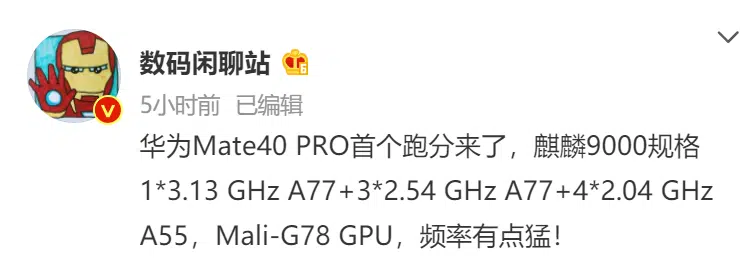 数码闲聊站
6
5小时前 已编辑
华为Mate40 PRO首个跑分来了，麒麟9000规格
1*3.13 GHz A77+3*2.54 GHz A77+4*2.04 GHz
A55，Mali-G78 GPU，频率有点猛！